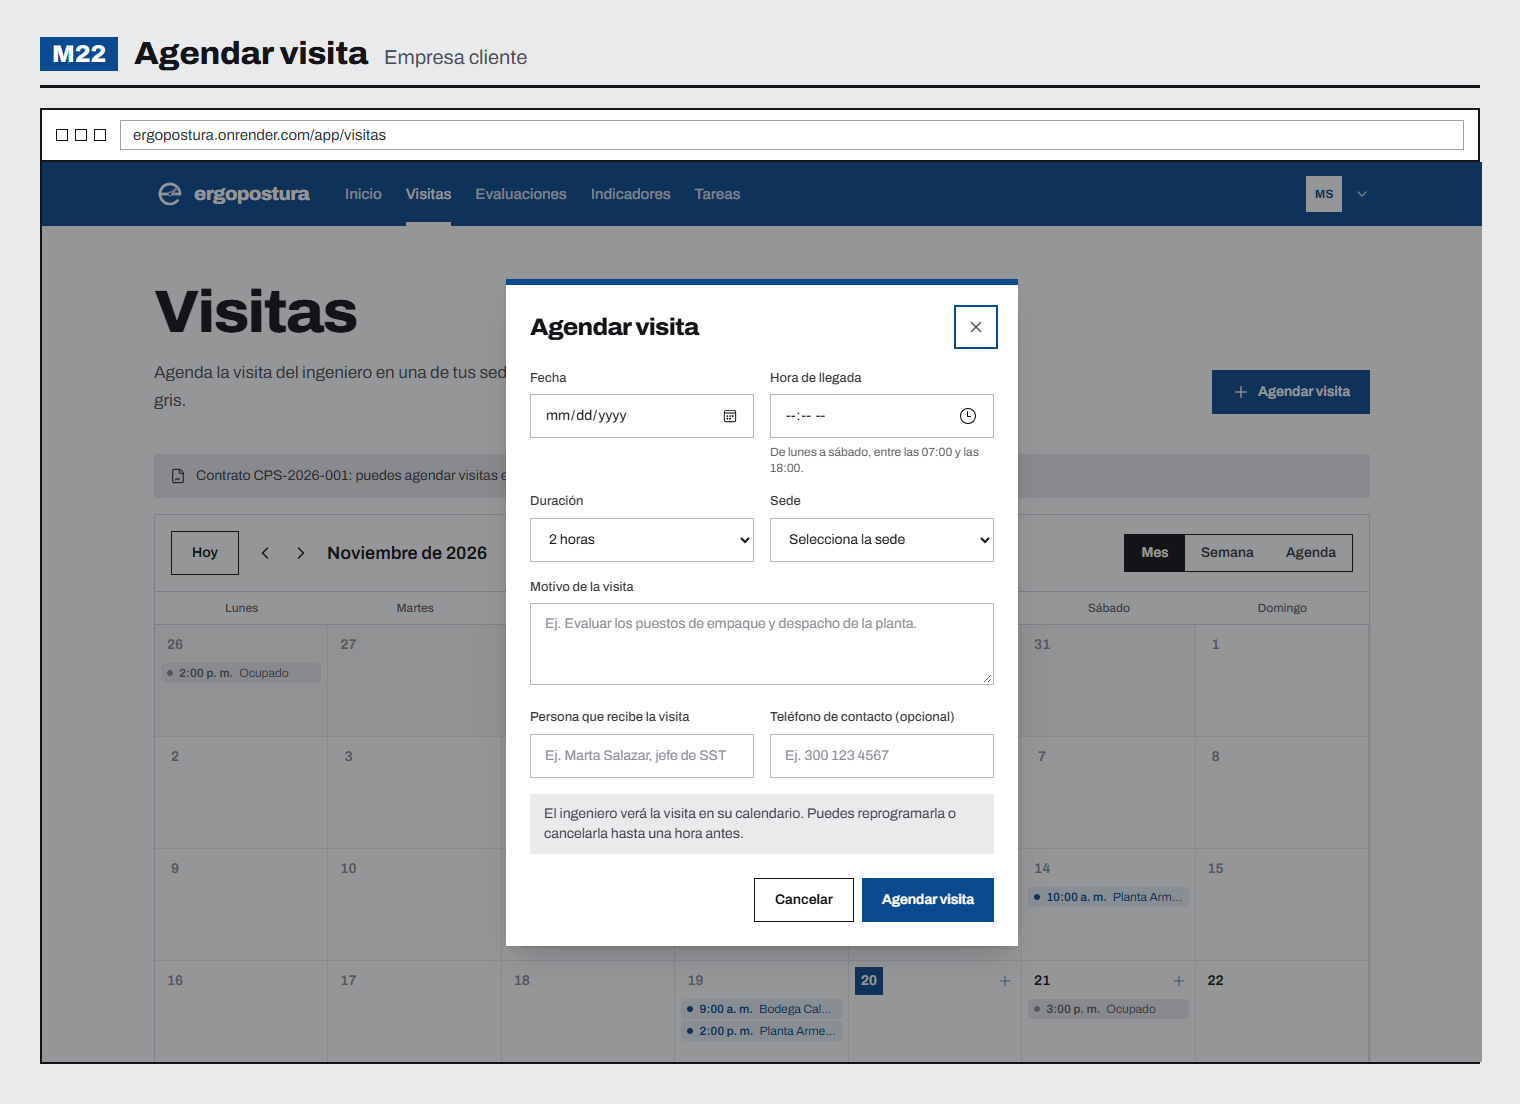 M22 Agendar visita Empresa cliente
ergopostura.onrender.com/app/visitas
ergopostura Inicio Visitas Evaluaciones Indicadores Tareas MS
Visitas
Agenda la visita del ingeniero en una de tus sed
gris.
Agendar visita
Contrato CPS-2026-001: puedes agendar visitas e
Hoy Noviembre de 2026 Mes Semana Agenda
Lunes Martes Sábado Domingo
26 27 31 1
2:00 p. m. Ocupado
2 3 7 8
9 10 14 15
10:00 a. m. Planta Arm...
16 17 18 19 20 21 22
9:00 a. m. Bodega Cal... 3:00 p. m. Ocupado
2:00 p. m. Planta Arme...
Agendar visita
Fecha Hora de llegada
mm/dd/yyyy --:-- --
De lunes a sábado, entre las 07:00 y las
18:00.
Duración Sede
2 horas Selecciona la sede
Motivo de la visita
Ej. Evaluar los puestos de empaque y despacho de la planta.
Persona que recibe la visita Teléfono de contacto (opcional)
Ej. Marta Salazar, jefe de SST Ej. 300 123 4567
El ingeniero verá la visita en su calendario. Puedes reprogramarla o
cancelarla hasta una hora antes.
Cancelar Agendar visita